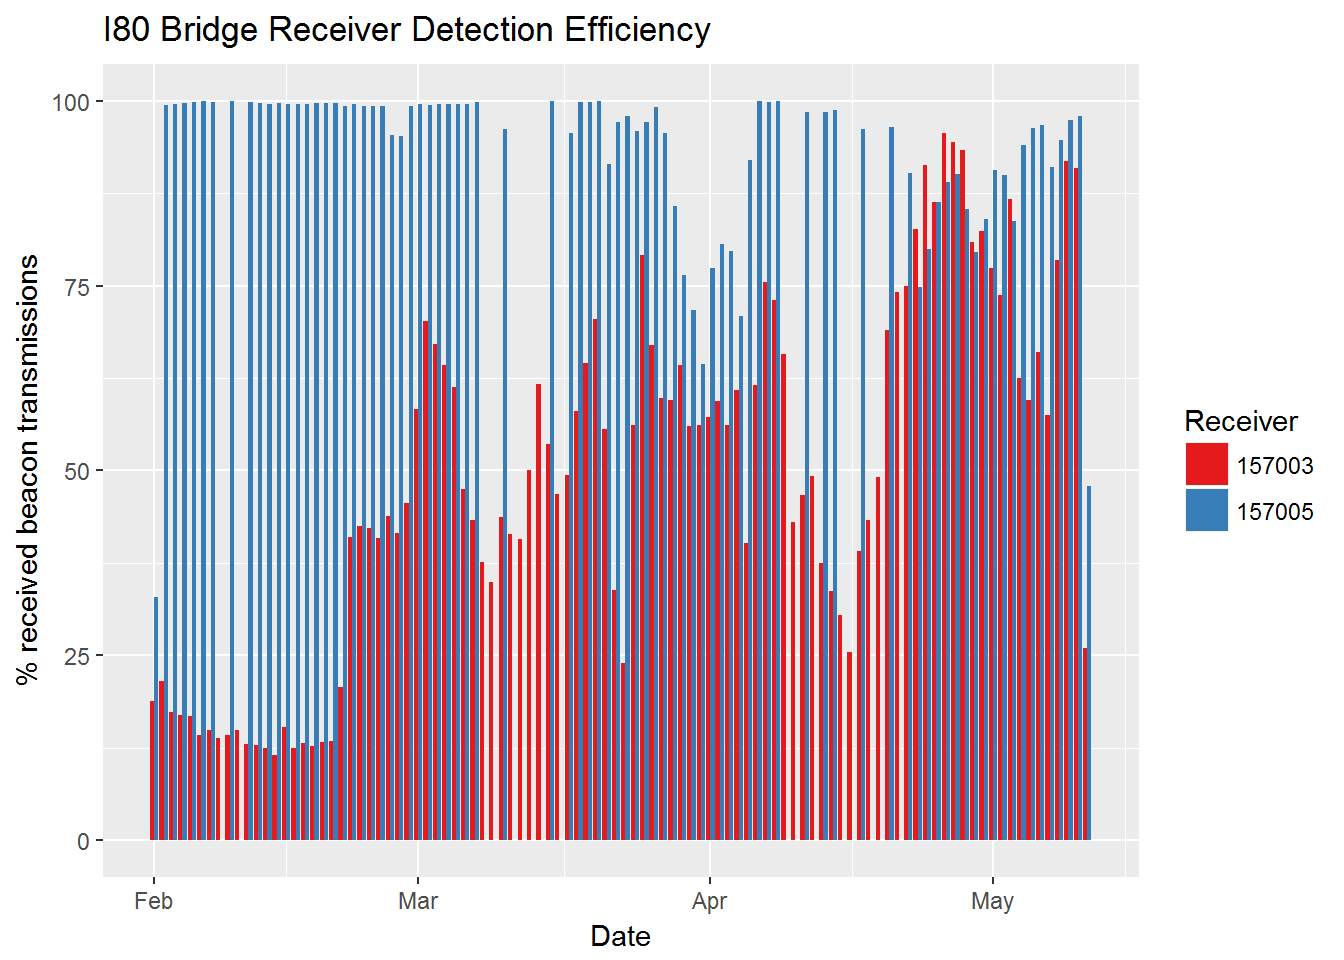 I80 Bridge Receiver Detection Efficiency
% received beacon transmissions
100
75
50
25
0
Feb
Mar
Apr
May
Date
Receiver
157003
157005